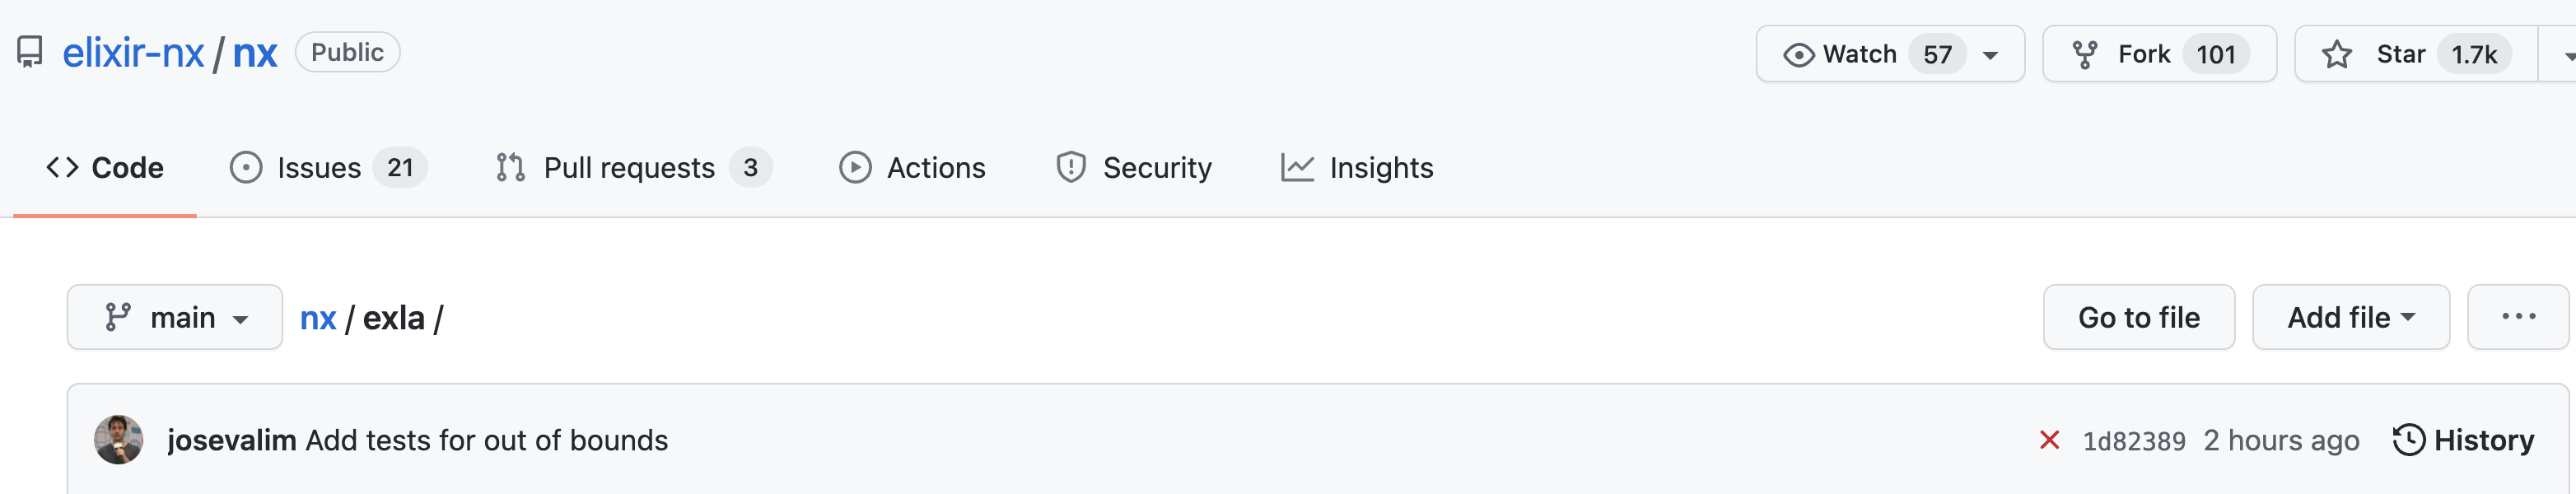 elixir-nx / nx Public Watch 57 Fork 101 Star 1.7k
Code Issues 21 Pull requests 3 Actions Security Insights
main nx / exla / Go to file Add file ...
josevalim Add tests for out of bounds 1d82389 2 hours ago History